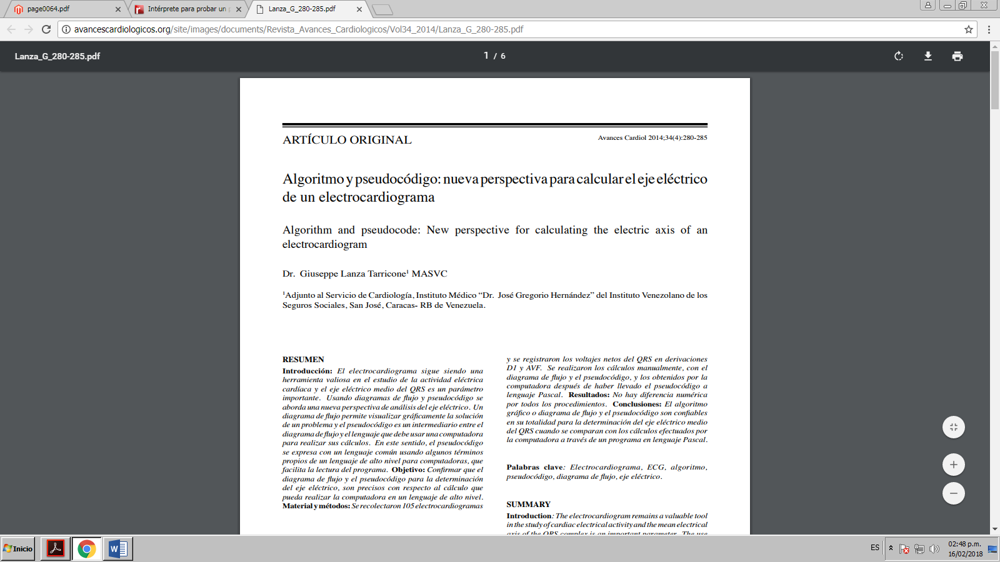 page0064.pdf
Intérprete para probar un p
Lanza_G_280-285.pdf
avancescardiologicos.org/site/images/documents/Revista_Avances_Cardiologicos/Vol34_2014/Lanza_G_280-285.pdf
Lanza_G_280-285.pdf
1 / 6
ARTÍCULO ORIGINAL
Avances Cardiol 2014;34(4):280-285
Algoritmo y pseudocódigo: nueva perspectiva para calcular el eje eléctrico
de un electrocardiograma
Algorithm and pseudocode: New perspective for calculating the electric axis of an
electrocardiogram
Dr. Giuseppe Lanza Tarricone¹ MASVC
¹Adjunto al Servicio de Cardiología, Instituto Médico “Dr. José Gregorio Hernández” del Instituto Venezolano de los
Seguros Sociales, San José, Caracas- RB de Venezuela.
RESUMEN
Introducción: El electrocardiograma sigue siendo una
herramienta valiosa en el estudio de la actividad eléctrica
cardíaca y el eje eléctrico medio del QRS es un parámetro
importante. Usando diagramas de flujo y pseudocódigo se
aborda una nueva perspectiva de análisis del eje eléctrico. Un
diagrama de flujo permite visualizar gráficamente la solución
de un problema y el pseudocódigo es un intermediario entre el
diagrama de flujo y el lenguaje que debe usar una computadora
para realizar sus cálculos. En este sentido, el pseudocódigo
se expresa con un lenguaje común usando algunos términos
propios de un lenguaje de alto nivel para computadoras, que
facilita la lectura del programa. Objetivo: Confirmar que el
diagrama de flujo y el pseudocódigo para la determinación
del eje eléctrico, son precisos con respecto al cálculo que
pueda realizar la computadora en un lenguaje de alto nivel.
Material y métodos: Se recolectaron 105 electrocardiogramas
y se registraron los voltajes netos del QRS en derivaciones
D1 y AVF. Se realizaron los cálculos manualmente, con el
diagrama de flujo y el pseudocódigo, y los obtenidos por la
computadora después de haber llevado el pseudocódigo a
lenguaje Pascal. Resultados: No hay diferencia numérica
por todos los procedimientos. Conclusiones: El algoritmo
gráfico o diagrama de flujo y el pseudocódigo son confiables
en su totalidad para la determinación del eje eléctrico medio
del QRS cuando se comparan con los cálculos efectuados por
la computadora a través de un programa en lenguaje Pascal.
Palabras clave: Electrocardiograma, ECG, algoritmo,
pseudocódigo, diagrama de flujo, eje eléctrico.
SUMMARY
Introduction: The electrocardiogram remains a valuable tool
in the study of cardiac electrical activity and the mean electrical
axis of the QRS complex is an important parameter. The use
Inicio
ES
02:48 p.m.
16/02/2018